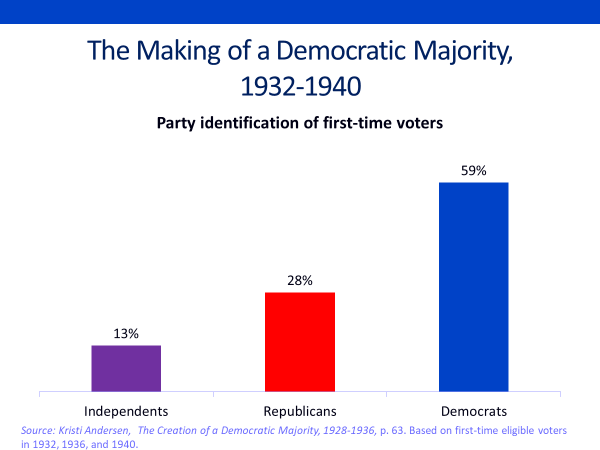 The Making of a Democratic Majority,
1932-1940
Party identification of first-time voters
59%
28%
13%
Independents Republicans Democrats
Source: Kristi Andersen, The Creation of a Democratic Majority, 1928-1936, p. 63. Based on first-time eligible voters
in 1932, 1936, and 1940.